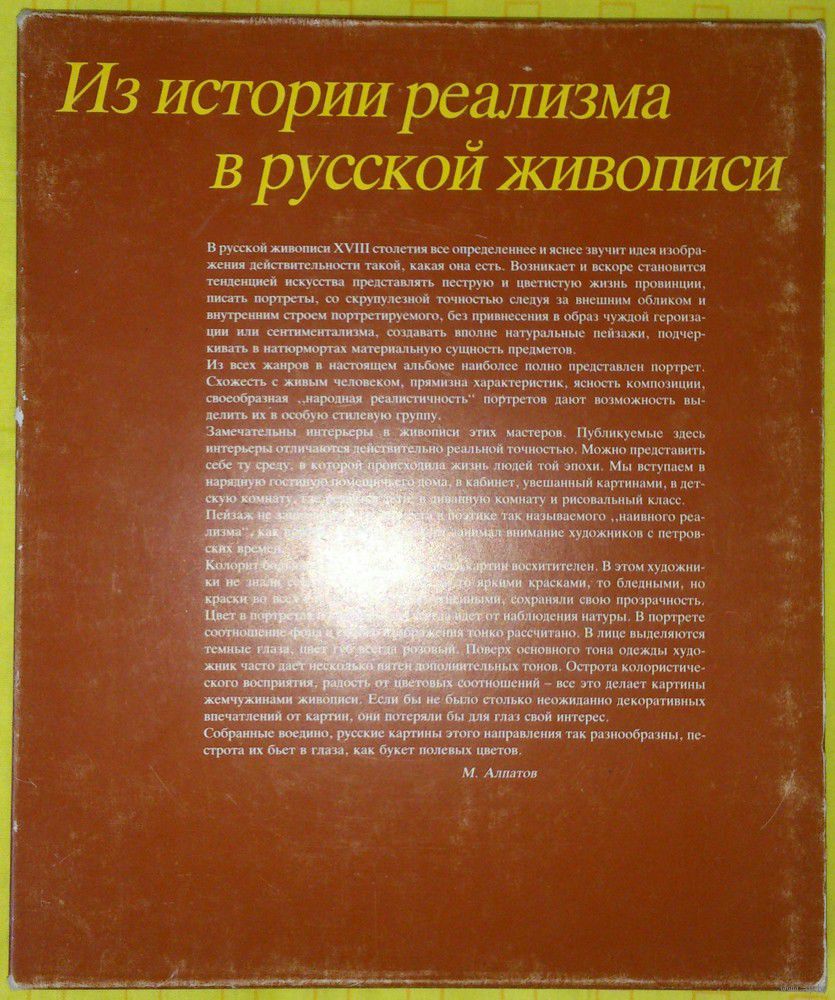 Из истории реализма
в русской живописи
В русской живописи XVIII столетия все определеннее и яснее звучит идея изобра-
жения действительности такой, какая она есть. Возникает и вскоре становится
тенденцией искусства представлять пеструю и цветистую жизнь провинции,
писать портреты, со скрупулезной точностью следуя за внешним обликом и
внутренним строем портретируемого, без привнесения в образ чуждой героиза-
ции или сентиментализма, создавать вполне натуральные пейзажи, подчер-
кивать в натюрмортах материальную сущность предметов.
Из всех жанров в настоящем альбоме наиболее полно представлен портрет.
Схожесть с живым человеком, прямизна характеристик, ясность композиции,
своеобразная ,,народная реалистичность“ портретов дают возможность вы-
делить их в особую стилевую группу.
Замечательны интерьеры в живописи этих мастеров. Публикуемые здесь
интерьеры отличаются действительно реальной точностью. Можно представить
себе ту среду, в которой происходила жизнь людей той эпохи. Мы вступаем в
нарядную гостиную помещичьего дома, в кабинет, увешанный картинами, в дет-
скую комнату, где дети, в диванную комнату и рисовальный класс.
Пейзаж не в поэтике так называемого ,,наивного реа-
лизма“, как занимал внимание художников с петров-
ских времен.
Колорит картин восхитителен. В этом художни-
ки не знали то яркими красками, то бледными, но
краски во всех сохраняли свою прозрачность.
Цвет в портретах идет от наблюдения натуры. В портрете
соотношение фона и изображения тонко рассчитано. В лице выделяются
темные глаза, цвет губ всегда розовый. Поверх основного тона одежды худо-
жник часто дает несколько пятен дополнительных тонов. Острота колористиче-
ского восприятия, радость от цветовых соотношений – все это делает картины
жемчужинами живописи. Если бы не было столько неожиданно декоративных
впечатлений от картин, они потеряли бы для глаз свой интерес.
Собранные воедино, русские картины этого направления так разнообразны, пе-
строта их бьет в глаза, как букет полевых цветов.
М. Алпатов